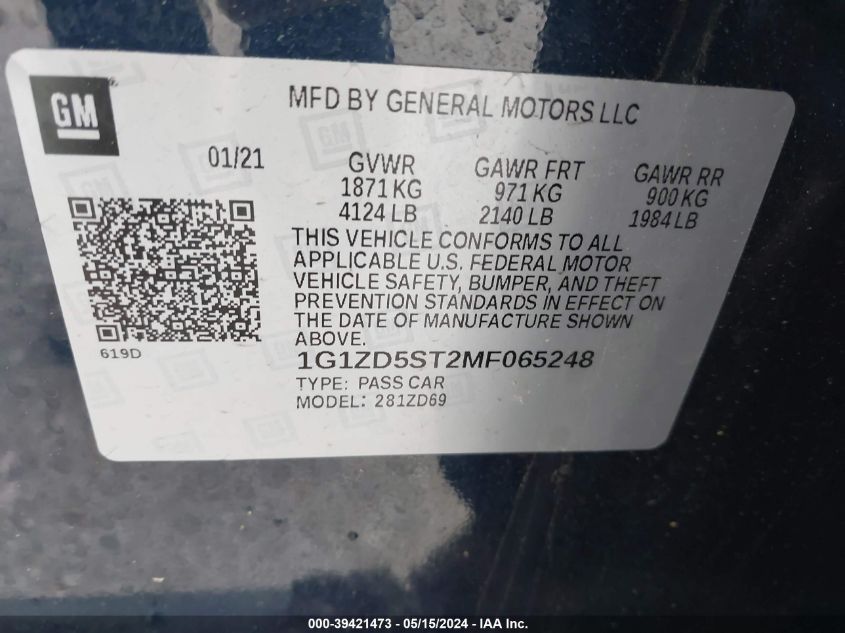 GM
MFD BY GENERAL MOTORS LLC
01/21
GVWR GAWR FRT GAWR RR
1871 KG 971 KG 900 KG
4124 LB 2140 LB 1984 LB
THIS VEHICLE CONFORMS TO ALL
APPLICABLE U.S. FEDERAL MOTOR
VEHICLE SAFETY, BUMPER, AND THEFT
PREVENTION STANDARDS IN EFFECT ON
THE DATE OF MANUFACTURE SHOWN
ABOVE.
619D
1G1ZD5ST2MF065248
TYPE: PASS CAR
MODEL: 281ZD69
000-39421473 - 05/15/2024 - IAA Inc.